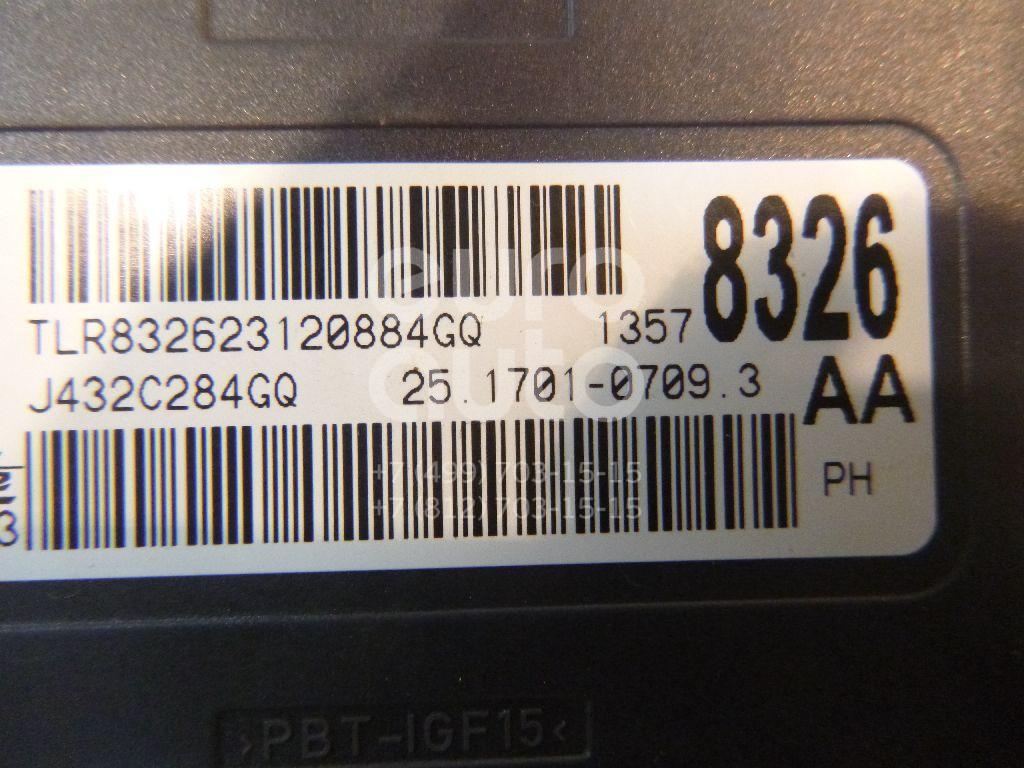 8326
TLR832623120884GQ 1357
J432C284GQ 25.1701-0709.3
AA
euro
auto
+7 (499) 703-15-15
+7 (812) 703-15-15
PH
3
>PBT-IGF15<